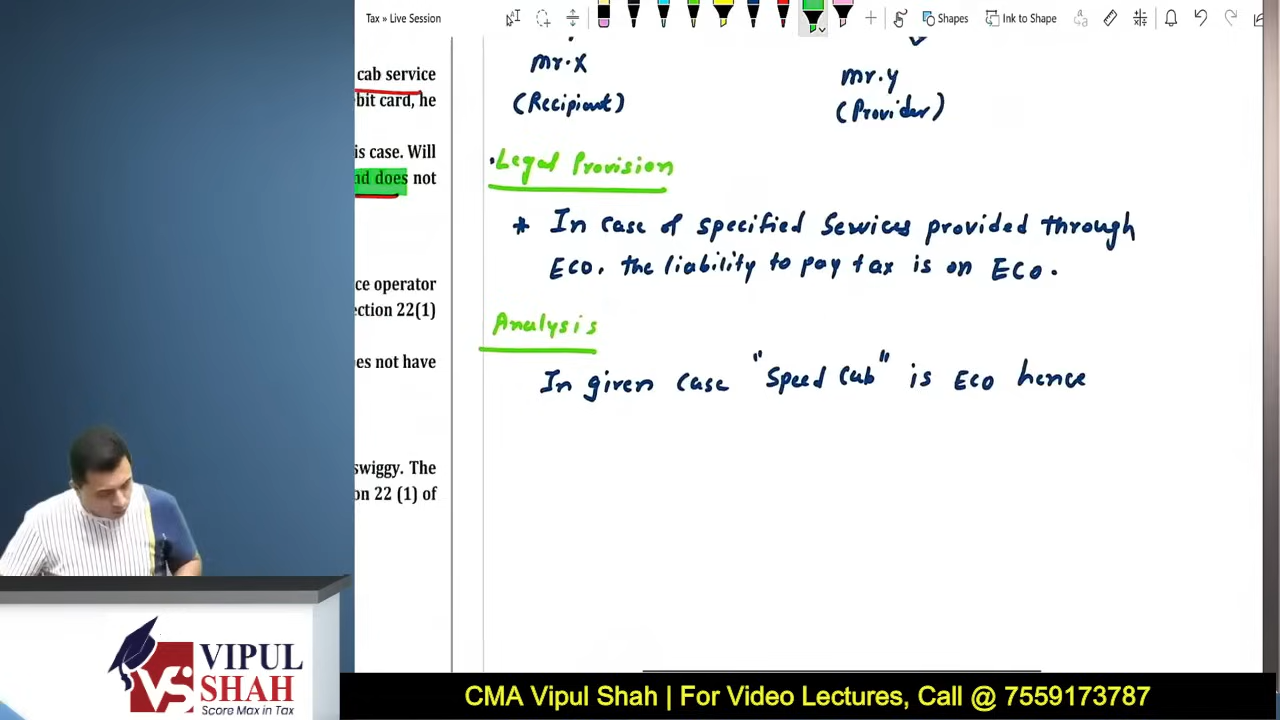 Tax » Live Session
Shapes
Ink to Shape
cab service
bit card, he
is case. Will
nd does not
ce operator
ection 22(1)
es not have
swiggy. The
on 22 (1) of
Mr. X
(Recipient)
Mr. Y
(Provider)
Legal Provision
* In case of specified Services provided through
ECO, the liability to pay tax is on ECO.
Analysis
In given case "Speed Cab" is ECO hence
VIPUL
SHAH
VS
Score Max in Tax
CMA Vipul Shah | For Video Lectures, Call @ 7559173787